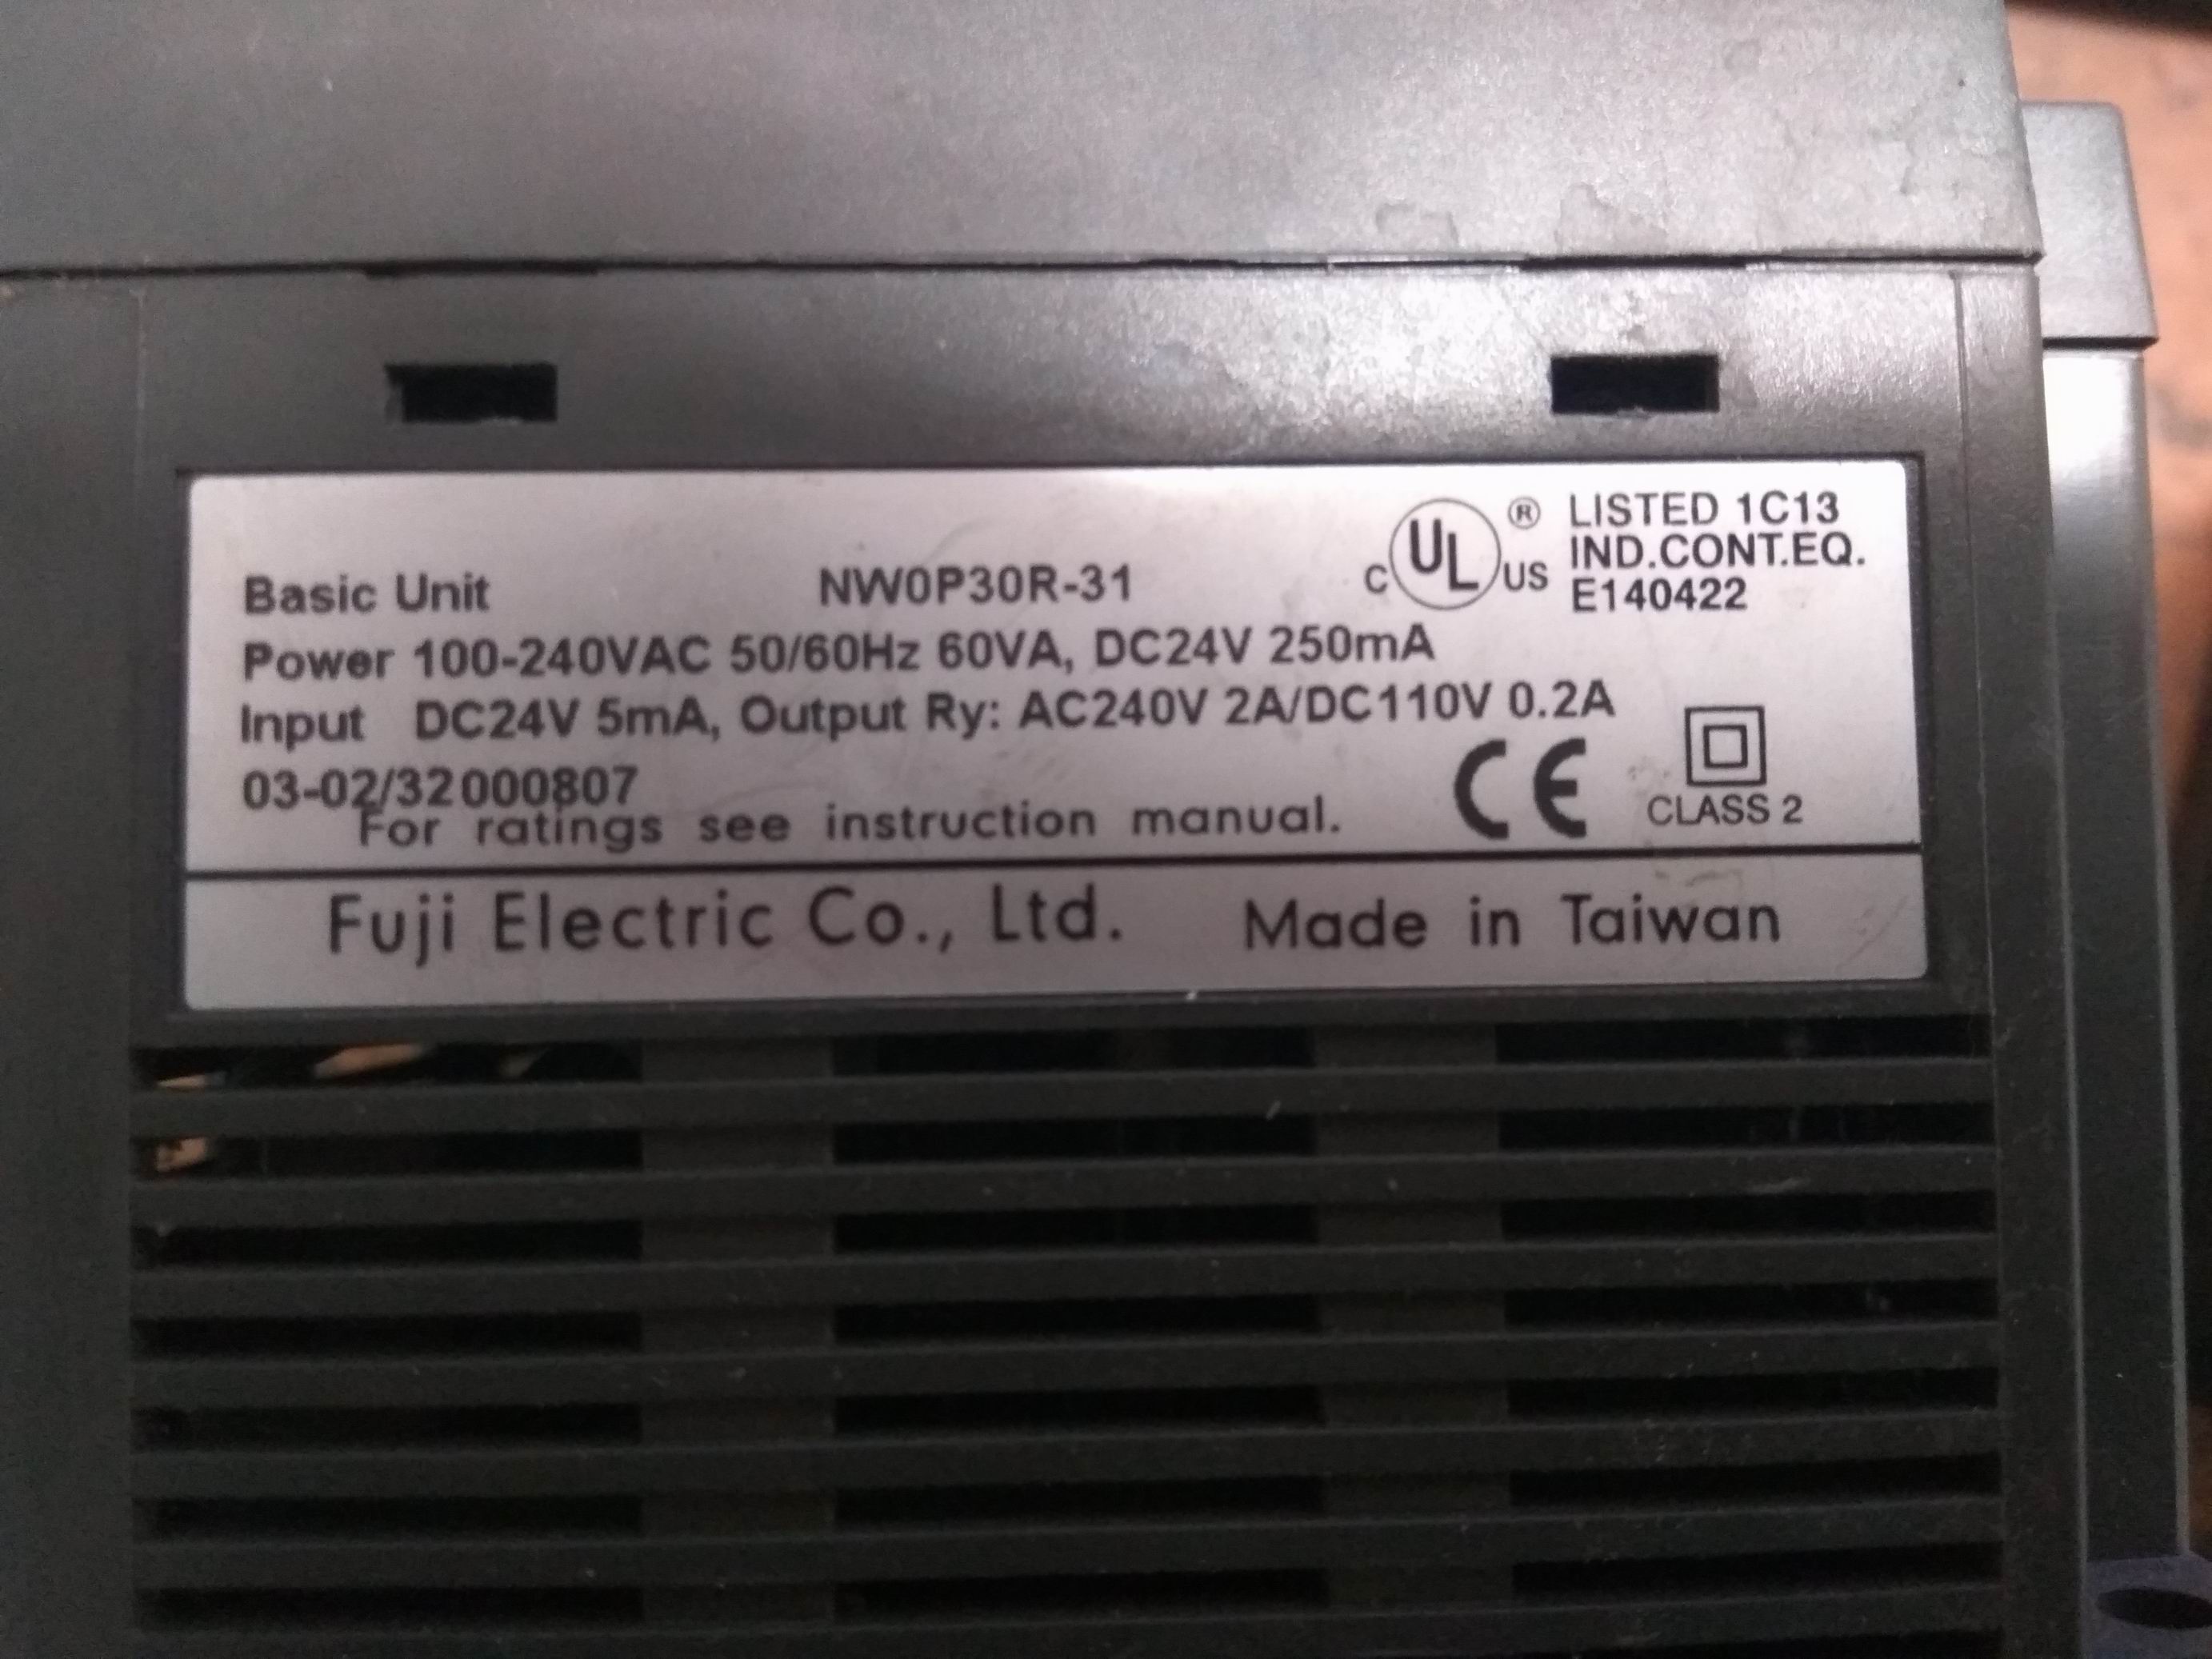 Basic Unit NW0P30R-31
C UL US ® LISTED 1C13
IND.CONT.EQ.
E140422
Power 100-240VAC 50/60Hz 60VA, DC24V 250mA
Input DC24V 5mA, Output Ry: AC240V 2A/DC110V 0.2A
03-02/32000807
For ratings see instruction manual.
CE
CLASS 2
Fuji Electric Co., Ltd. Made in Taiwan